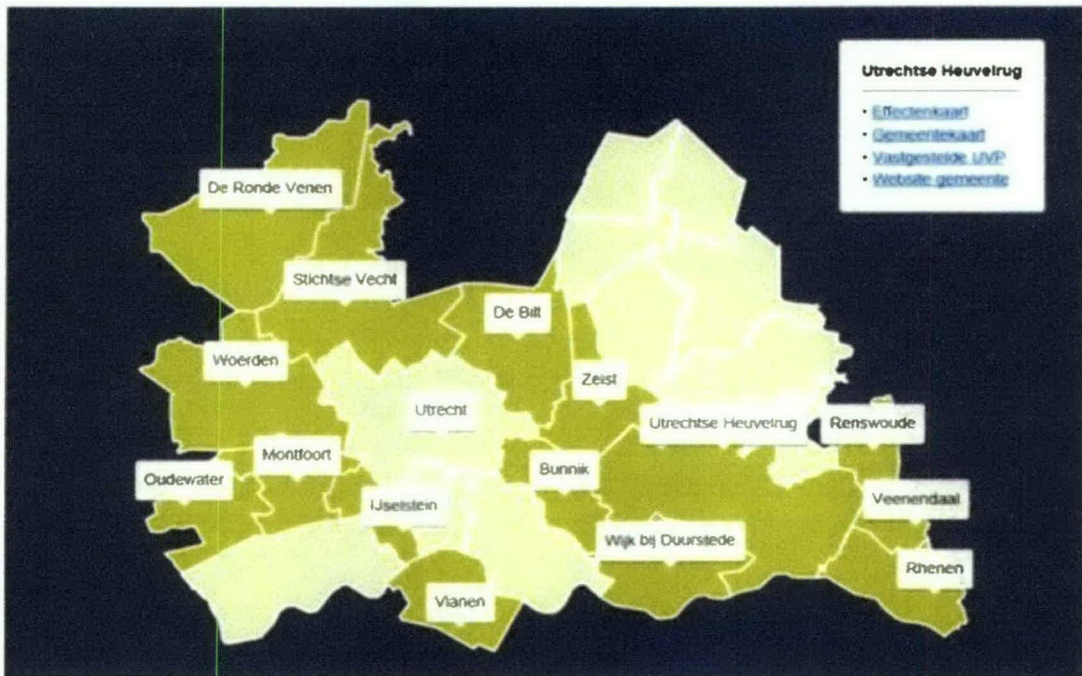 Utrechtse Heuvelrug
• Effectenkaart
• Gemeentekaart
• Vastgestelde UVP
• Website gemeente
De Ronde Venen
Stichtse Vecht
De Bilt
Woerden
Zeist
Utrecht
Utrechtse Heuvelrug
Renswoude
Montfoort
Bunnik
Oudewater
IJselstein
Veenendaal
Wijk bij Duurstede
Rhenen
Vianen